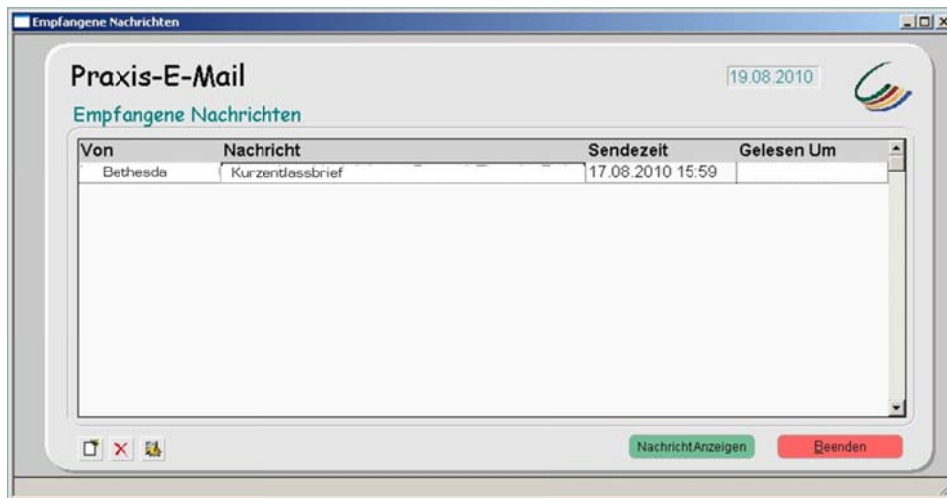 Empfangene Nachrichten
Praxis-E-Mail
19.08.2010
Empfangene Nachrichten
Von Nachricht Sendezeit Gelesen Um
Bethesda Kurzentlassbrief 17.08.2010 15:59
NachrichtAnzeigen Beenden